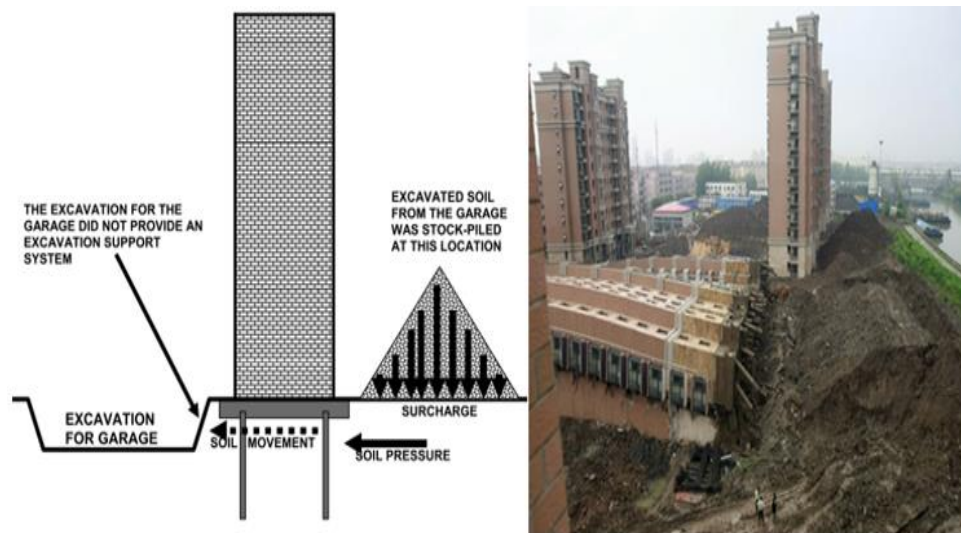 THE EXCAVATION FOR THE
GARAGE DID NOT PROVIDE AN
EXCAVATION SUPPORT
SYSTEM
EXCAVATED SOIL
FROM THE GARAGE
WAS STOCK-PILED
AT THIS LOCATION
SURCHARGE
EXCAVATION
FOR GARAGE
SOIL MOVEMENT
SOIL PRESSURE